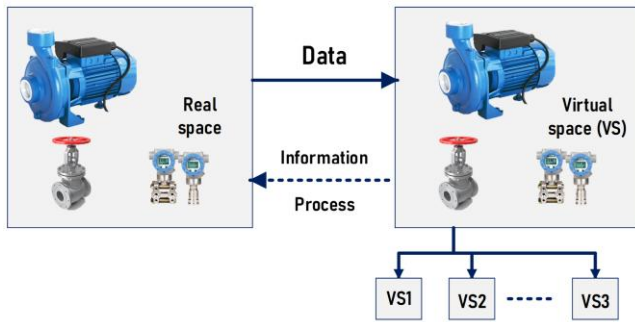 Data
Real
space
Virtual
space (VS)
Information
Process
VS1
VS2
VS3